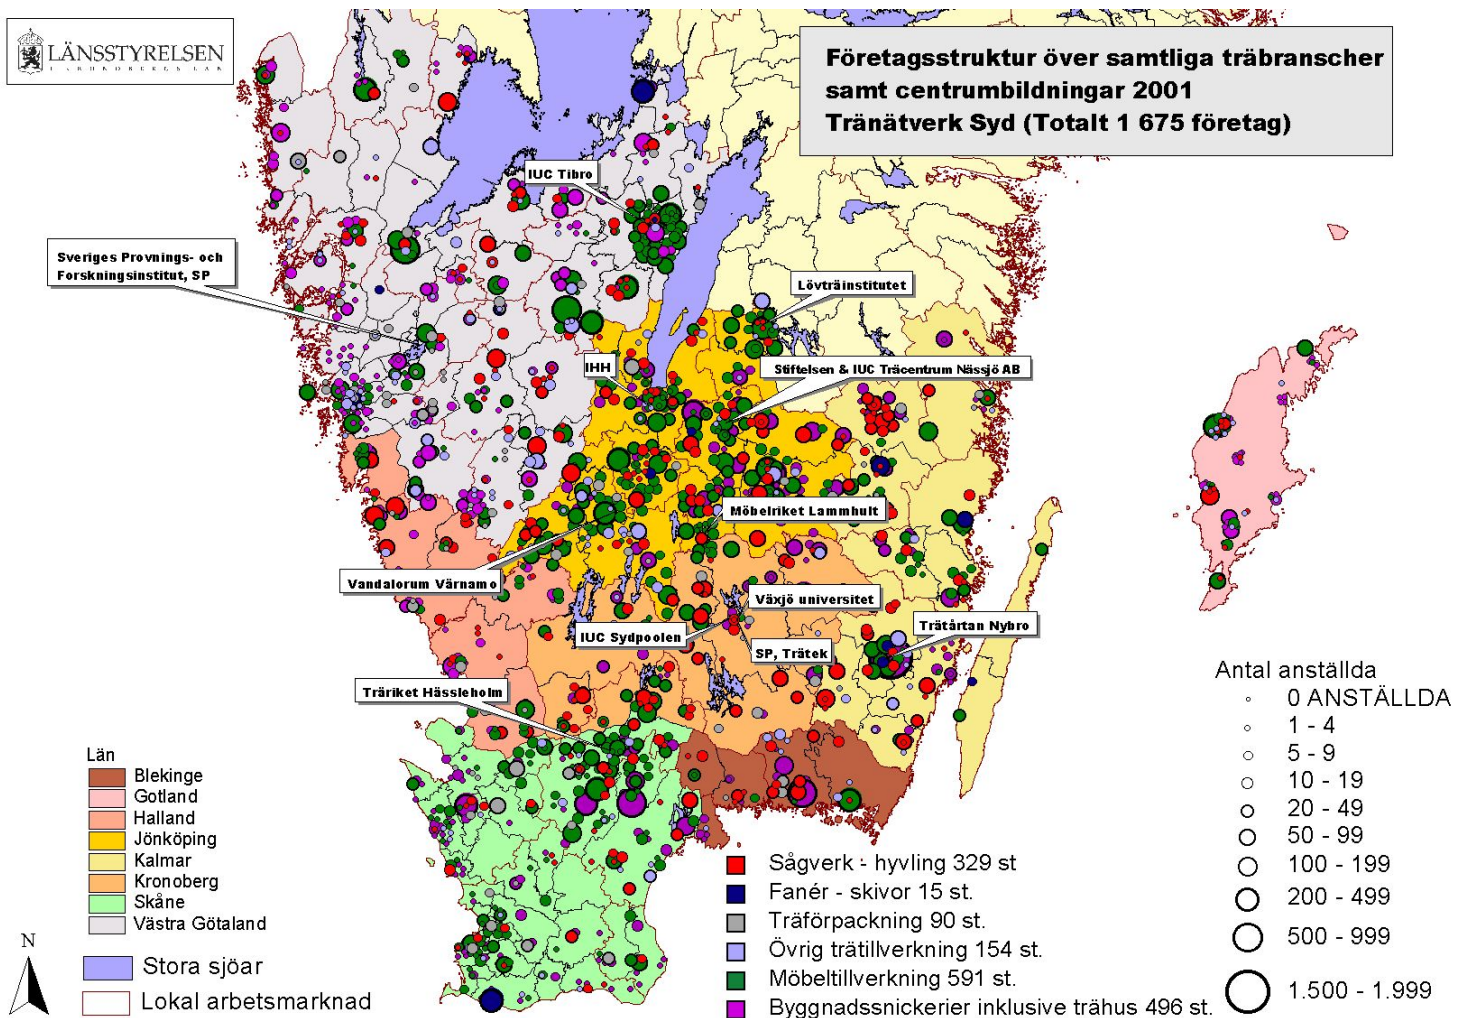 LÄNSSTYRELSEN
Företagsstruktur över samtliga träbranscher
samt centrumbildningar 2001
Tränätverk Syd (Totalt 1 675 företag)
IUC Tibro
Sveriges Provnings- och
Forskningsinstitut, SP
Lövträinstitutet
IHH
Stiftelsen & IUC Träcentrum Nässjö AB
Möbelriket Lammhult
Vandalorum Värnamo
Växjö universitet
IUC Sydpoolen
SP, Trätek
Trätårtan Nybro
Träriket Hässleholm
Län
Blekinge
Gotland
Halland
Jönköping
Kalmar
Kronoberg
Skåne
Västra Götaland
N
Stora sjöar
Lokal arbetsmarknad
Sågverk - hyvling 329 st
Fanér - skivor 15 st.
Träförpackning 90 st.
Övrig trätillverkning 154 st.
Möbeltillverkning 591 st.
Byggnadssnickerier inklusive trähus 496 st.
Antal anställda
0 ANSTÄLLDA
1 - 4
5 - 9
10 - 19
20 - 49
50 - 99
100 - 199
200 - 499
500 - 999
1.500 - 1.999